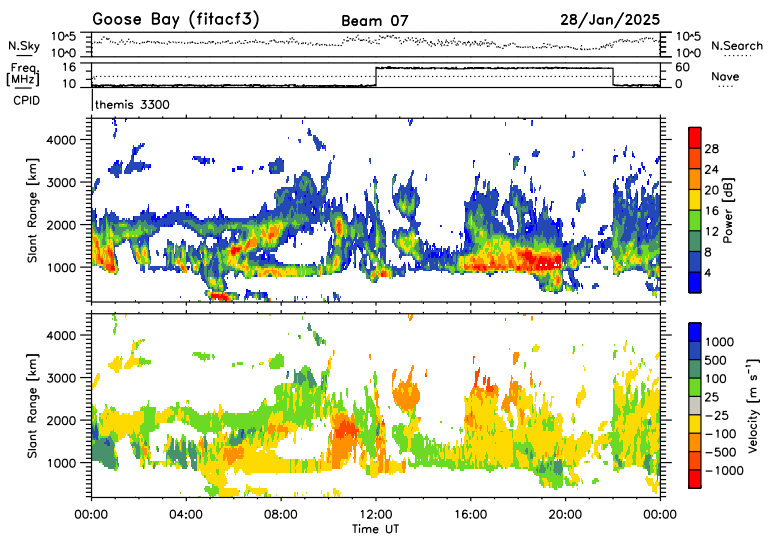 Goose Bay (fitacf3) Beam 07 28/Jan/2025
N.Sky 10^5 10^0 10^5 10^0 N.Search
Freq. [MHz] 16 10 60 0 Nave
CPID themis 3300
Slant Range [km] 4000 3000 2000 1000
28 24 20 16 12 8 4 Power [dB]
Slant Range [km] 4000 3000 2000 1000
1000 500 100 25 −25 −100 −500 −1000 Velocity [m s⁻¹]
00:00 04:00 08:00 12:00 16:00 20:00 00:00
Time UT